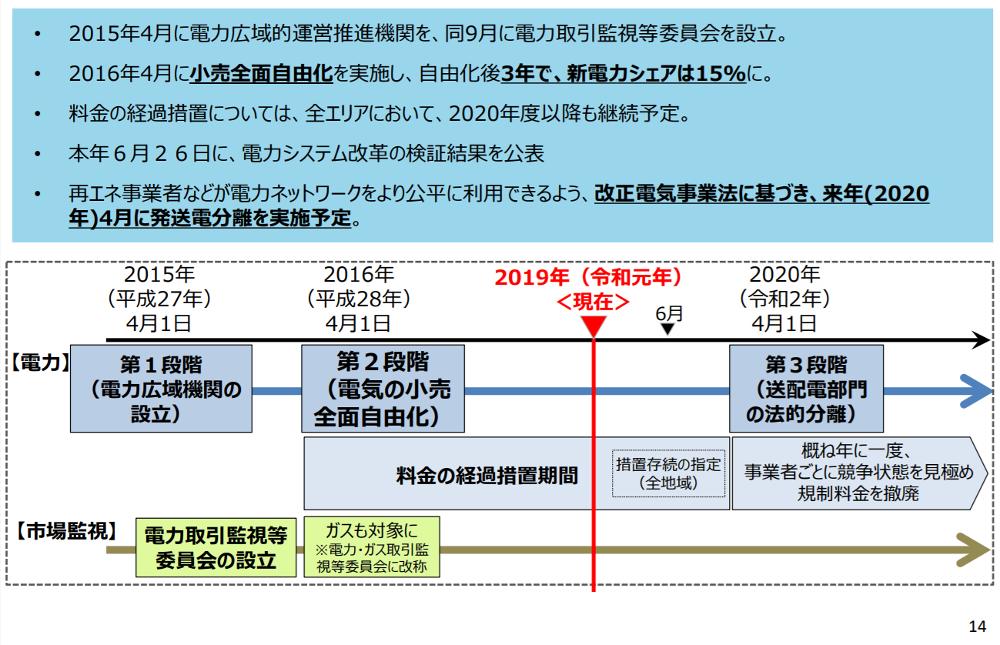 • 2015年4月に電力広域的運営推進機関を、同9月に電力取引監視等委員会を設立。
• 2016年4月に小売全面自由化を実施し、自由化後3年で、新電力シェアは15%に。
• 料金の経過措置については、全エリアにおいて、2020年度以降も継続予定。
• 本年６月２６日に、電力システム改革の検証結果を公表
• 再エネ事業者などが電力ネットワークをより公平に利用できるよう、改正電気事業法に基づき、来年(2020
年)4月に発送電分離を実施予定。
2015年
（平成27年）
4月1日
2016年
（平成28年）
4月1日
2019年（令和元年）
＜現在＞
6月
2020年
（令和2年）
4月1日
【電力】
第１段階
（電力広域機関の
設立）
第２段階
（電気の小売
全面自由化）
第３段階
（送配電部門
の法的分離）
料金の経過措置期間
措置存続の指定
（全地域）
概ね年に一度、
事業者ごとに競争状態を見極め
規制料金を撤廃
【市場監視】
電力取引監視等
委員会の設立
ガスも対象に
※電力・ガス取引監
視等委員会に改称
14